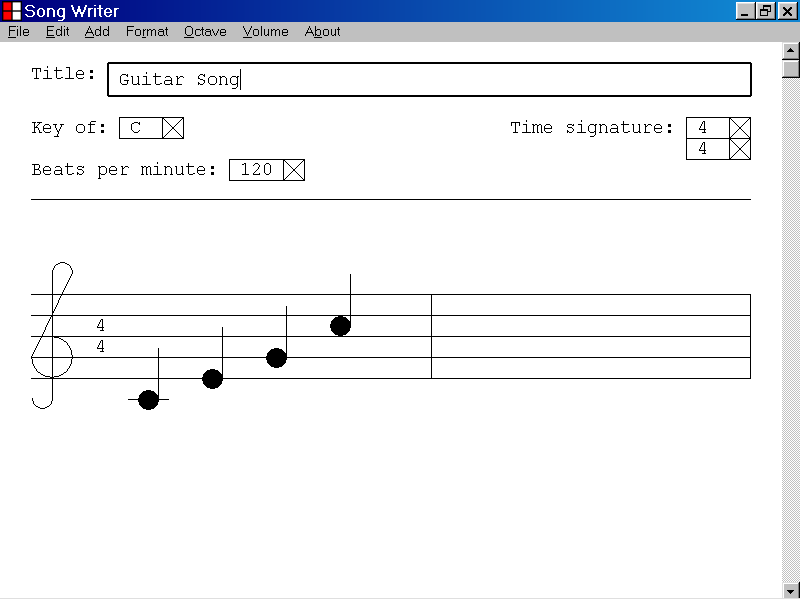 Song Writer
File Edit Add Format Octave Volume About
Title: Guitar Song
Key of: C
Time signature: 4
4
Beats per minute: 120
4
4